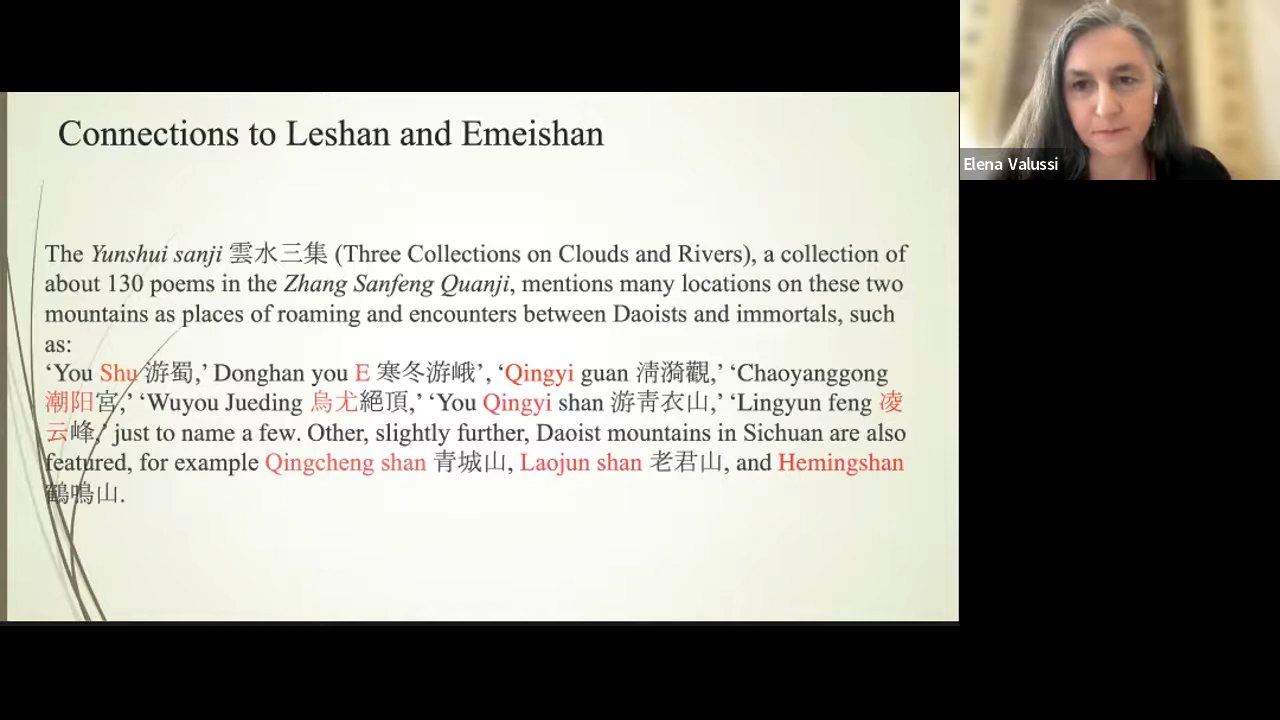 Connections to Leshan and Emeishan
The Yunshui sanji 雲水三集 (Three Collections on Clouds and Rivers), a collection of
about 130 poems in the Zhang Sanfeng Quanji, mentions many locations on these two
mountains as places of roaming and encounters between Daoists and immortals, such
as:
‘You Shu 游蜀,’ Donghan you E 寒冬游峨’, ‘Qingyi guan 淸漪觀,’ ‘Chaoyanggong
潮阳宮,’ ‘Wuyou Jueding 烏尤絕頂,’ ‘You Qingyi shan 游靑衣山,’ ‘Lingyun feng 凌
云峰,’ just to name a few. Other, slightly further, Daoist mountains in Sichuan are also
featured, for example Qingcheng shan 青城山, Laojun shan 老君山, and Hemingshan
鶴鳴山.
Elena Valussi